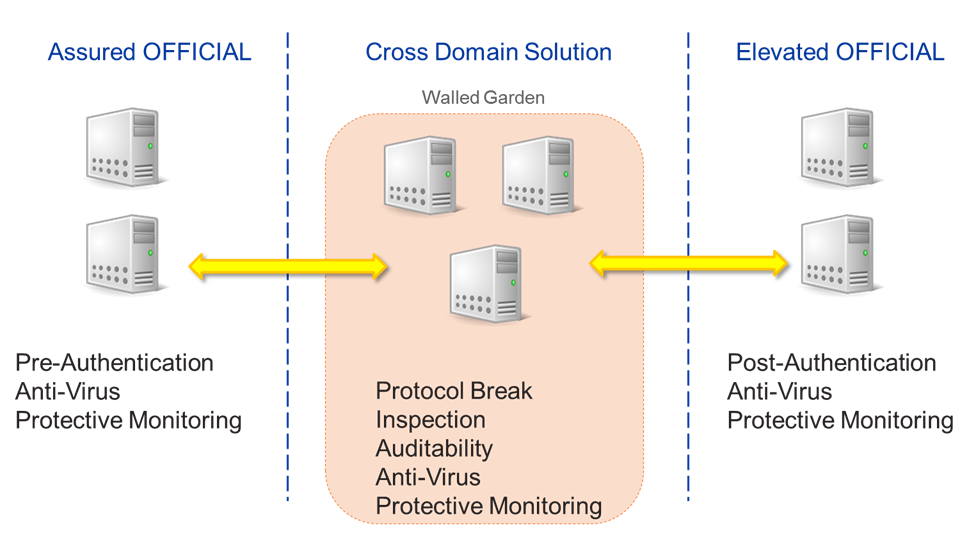 Assured OFFICIAL
Cross Domain Solution
Elevated OFFICIAL
Walled Garden
Pre-Authentication
Anti-Virus
Protective Monitoring
Protocol Break
Inspection
Auditability
Anti-Virus
Protective Monitoring
Post-Authentication
Anti-Virus
Protective Monitoring